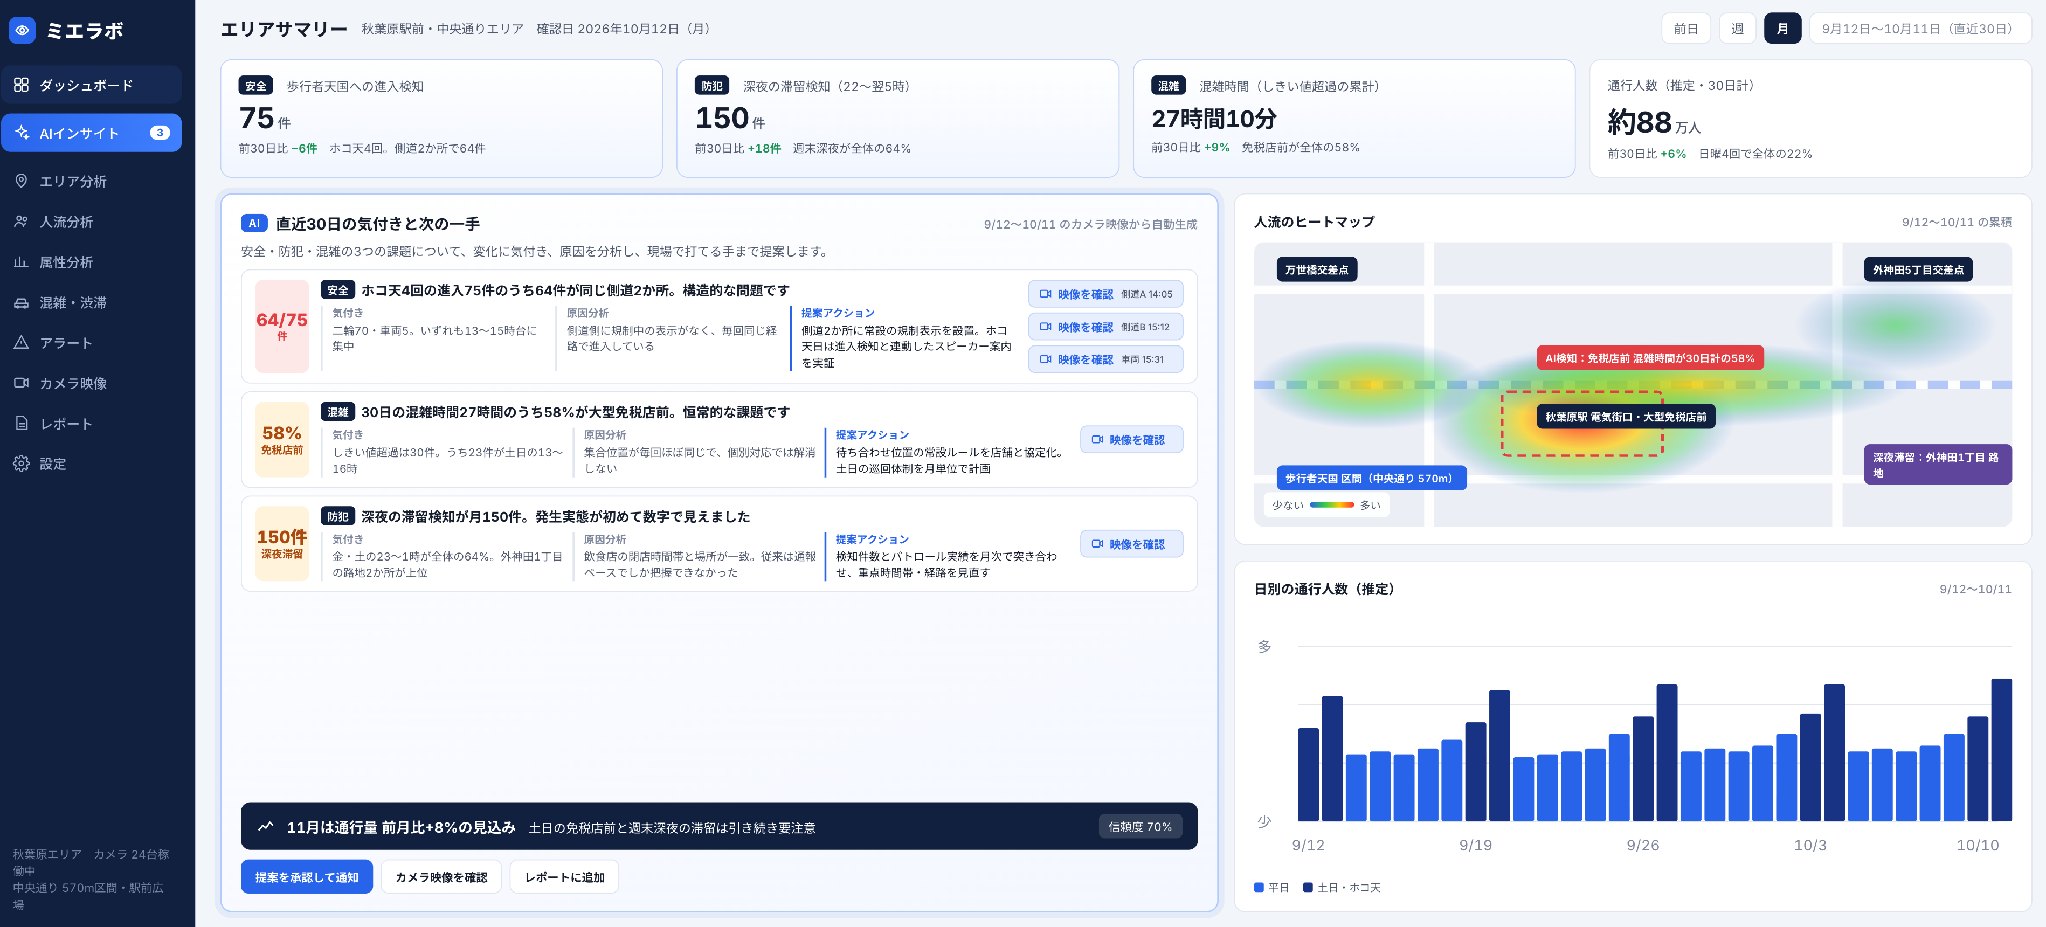 ミエラボ
ダッシュボード
AIインサイト 3
エリア分析
人流分析
属性分析
混雑・渋滞
アラート
カメラ映像
レポート
設定
秋葉原エリア カメラ 24台稼
働中
中央通り 570m区間・駅前広
場
エリアサマリー 秋葉原駅前・中央通りエリア 確認日 2026年10月12日（月）
前日 週 月 9月12日〜10月11日（直近30日）
安全 歩行者天国への進入検知
75 件
前30日比 −6件 ホコ天4回。側道2か所で64件
防犯 深夜の滞留検知（22〜翌5時）
150 件
前30日比 +18件 週末深夜が全体の64%
混雑 混雑時間（しきい値超過の累計）
27時間10分
前30日比 +9% 免税店前が全体の58%
通行人数（推定・30日計）
約88 万人
前30日比 +6% 日曜4回で全体の22%
AI 直近30日の気付きと次の一手 9/12〜10/11 のカメラ映像から自動生成
安全・防犯・混雑の3つの課題について、変化に気付き、原因を分析し、現場で打てる手まで提案します。
64/75
件
安全 ホコ天4回の進入75件のうち64件が同じ側道2か所。構造的な問題です
気付き
二輪70・車両5。いずれも13〜15時台に
集中
原因分析
側道側に規制中の表示がなく、毎回同じ経
路で進入している
提案アクション
側道2か所に常設の規制表示を設置。ホコ
天日は進入検知と連動したスピーカー案内
を実証
映像を確認 側道A 14:05
映像を確認 側道B 15:12
映像を確認 車両 15:31
58%
免税店前
混雑 30日の混雑時間27時間のうち58%が大型免税店前。恒常的な課題です
気付き
しきい値超過は30件。うち23件が土日の13〜
16時
原因分析
集合位置が毎回ほぼ同じで、個別対応では解消
しない
提案アクション
待ち合わせ位置の常設ルールを店舗と協定化。
土日の巡回体制を月単位で計画
映像を確認
150件
深夜滞留
防犯 深夜の滞留検知が月150件。発生実態が初めて数字で見えました
気付き
金・土の23〜1時が全体の64%。外神田1丁目
の路地2か所が上位
原因分析
飲食店の閉店時間帯と場所が一致。従来は通報
ベースでしか把握できなかった
提案アクション
検知件数とパトロール実績を月次で突き合わ
せ、重点時間帯・経路を見直す
映像を確認
11月は通行量 前月比+8%の見込み 土日の免税店前と週末深夜の滞留は引き続き要注意 信頼度 70%
提案を承認して通知 カメラ映像を確認 レポートに追加
人流のヒートマップ 9/12〜10/11 の累積
万世橋交差点
外神田5丁目交差点
AI検知：免税店前 混雑時間が30日計の58%
秋葉原駅 電気街口・大型免税店前
深夜滞留：外神田1丁目 路
地
歩行者天国 区間（中央通り 570m）
少ない 多い
日別の通行人数（推定） 9/12〜10/11
多
少
9/12 9/19 9/26 10/3 10/10
平日 土日・ホコ天